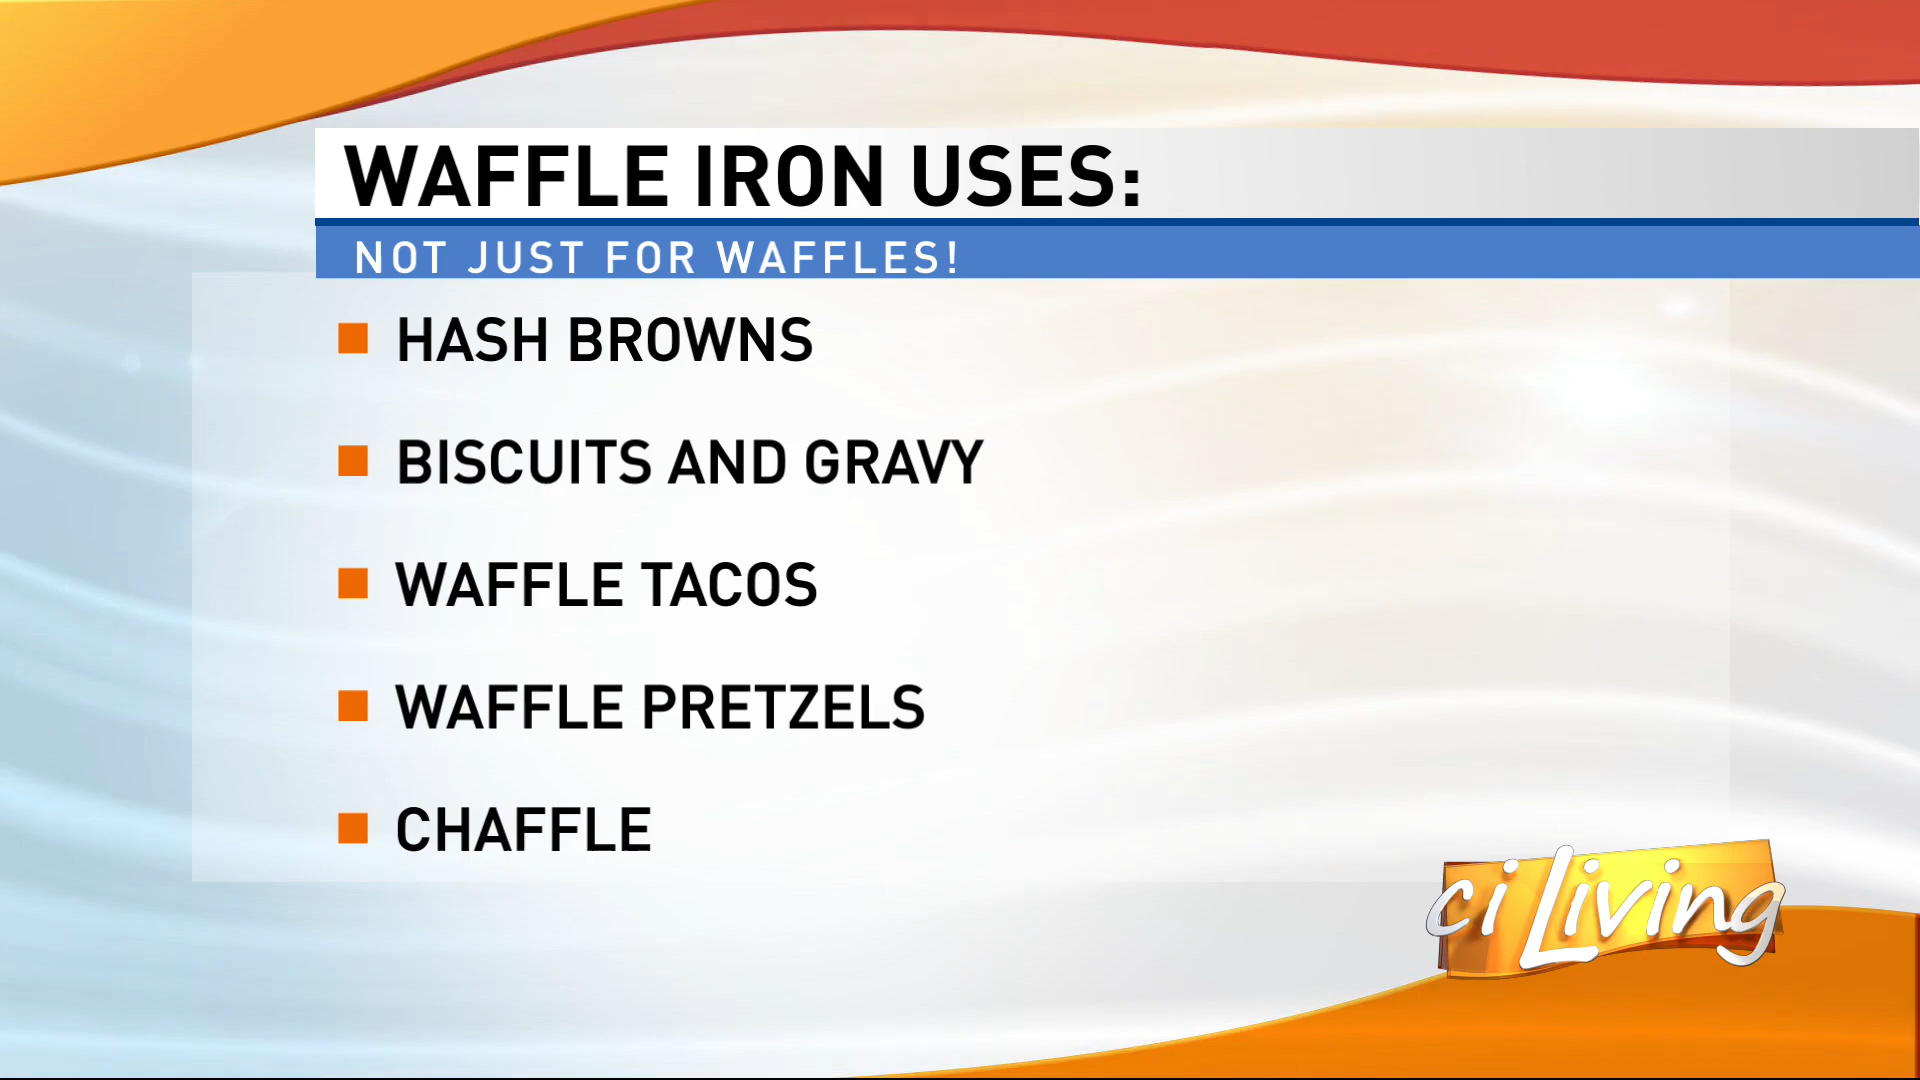 WAFFLE IRON USES:
NOT JUST FOR WAFFLES!
HASH BROWNS
BISCUITS AND GRAVY
WAFFLE TACOS
WAFFLE PRETZELS
CHAFFLE
ci Living